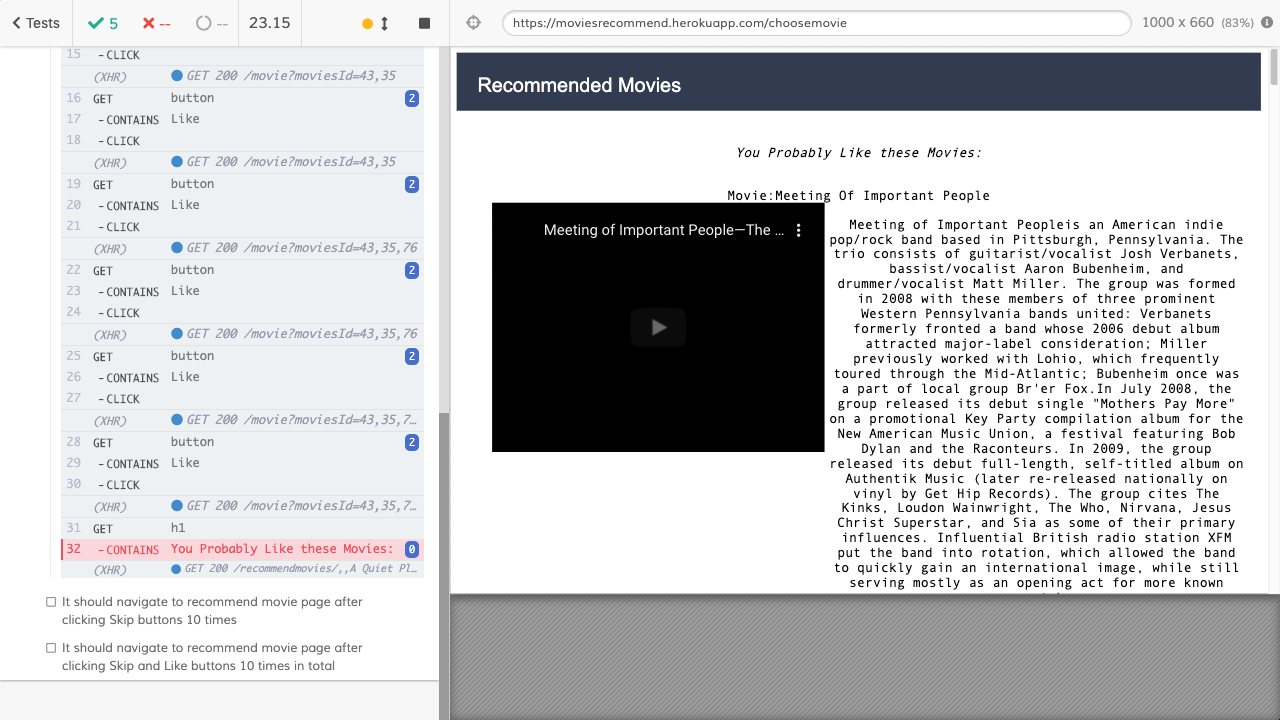 Tests 5 -- -- 23.15
https://moviesrecommend.herokuapp.com/choosemovie 1000 x 660 (83%)
15 -CLICK
(XHR) GET 200 /movie?moviesId=43,35
16 GET button 2
17 -CONTAINS Like
18 -CLICK
(XHR) GET 200 /movie?moviesId=43,35
19 GET button 2
20 -CONTAINS Like
21 -CLICK
(XHR) GET 200 /movie?moviesId=43,35,76
22 GET button 2
23 -CONTAINS Like
24 -CLICK
(XHR) GET 200 /movie?moviesId=43,35,76
25 GET button 2
26 -CONTAINS Like
27 -CLICK
(XHR) GET 200 /movie?moviesId=43,35,7…
28 GET button 2
29 -CONTAINS Like
30 -CLICK
(XHR) GET 200 /movie?moviesId=43,35,7…
31 GET h1
32 -CONTAINS You Probably Like these Movies: 0
(XHR) GET 200 /recommendmovies/,,A Quiet Pl…
It should navigate to recommend movie page after
clicking Skip buttons 10 times
It should navigate to recommend movie page after
clicking Skip and Like buttons 10 times in total
Recommended Movies
You Probably Like these Movies:
Movie:Meeting Of Important People
Meeting of Important People—The ...
Meeting of Important Peopleis an American indie
pop/rock band based in Pittsburgh, Pennsylvania. The
trio consists of guitarist/vocalist Josh Verbanets,
bassist/vocalist Aaron Bubenheim, and
drummer/vocalist Matt Miller. The group was formed
in 2008 with these members of three prominent
Western Pennsylvania bands united: Verbanets
formerly fronted a band whose 2006 debut album
attracted major-label consideration; Miller
previously worked with Lohio, which frequently
toured through the Mid-Atlantic; Bubenheim once was
a part of local group Br'er Fox.In July 2008, the
group released its debut single "Mothers Pay More"
on a promotional Key Party compilation album for the
New American Music Union, a festival featuring Bob
Dylan and the Raconteurs. In 2009, the group
released its debut full-length, self-titled album on
Authentik Music (later re-released nationally on
vinyl by Get Hip Records). The group cites The
Kinks, Loudon Wainwright, The Who, Nirvana, Jesus
Christ Superstar, and Sia as some of their primary
influences. Influential British radio station XFM
put the band into rotation, which allowed the band
to quickly gain an international image, while still
serving mostly as an opening act for more known